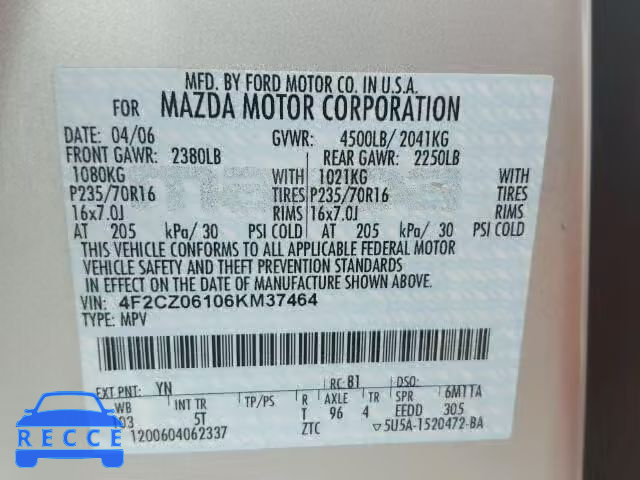 MFD. BY FORD MOTOR CO. IN U.S.A.
FOR MAZDA MOTOR CORPORATION
DATE: 04/06 GVWR: 4500LB/ 2041KG
FRONT GAWR: 2380LB REAR GAWR: 2250LB
1080KG WITH 1021KG WITH
P235/70R16 TIRES P235/70R16 TIRES
16x7.0J RIMS 16x7.0J RIMS
AT 205 kPa/ 30 PSI COLD AT 205 kPa/ 30 PSI COLD
THIS VEHICLE CONFORMS TO ALL APPLICABLE FEDERAL MOTOR
VEHICLE SAFETY AND THEFT PREVENTION STANDARDS
IN EFFECT ON THE DATE OF MANUFACTURE SHOWN ABOVE.
VIN: 4F2CZ06106KM37464
TYPE: MPV
EXT PNT: YN RC: 81 DSO:
WB INT TR TP/PS R AXLE TR SPR 6M11A
103 5T T 96 4 EEDD 305
1200604062337 ZTC ▽5U5A-1520472-BA
RECCE